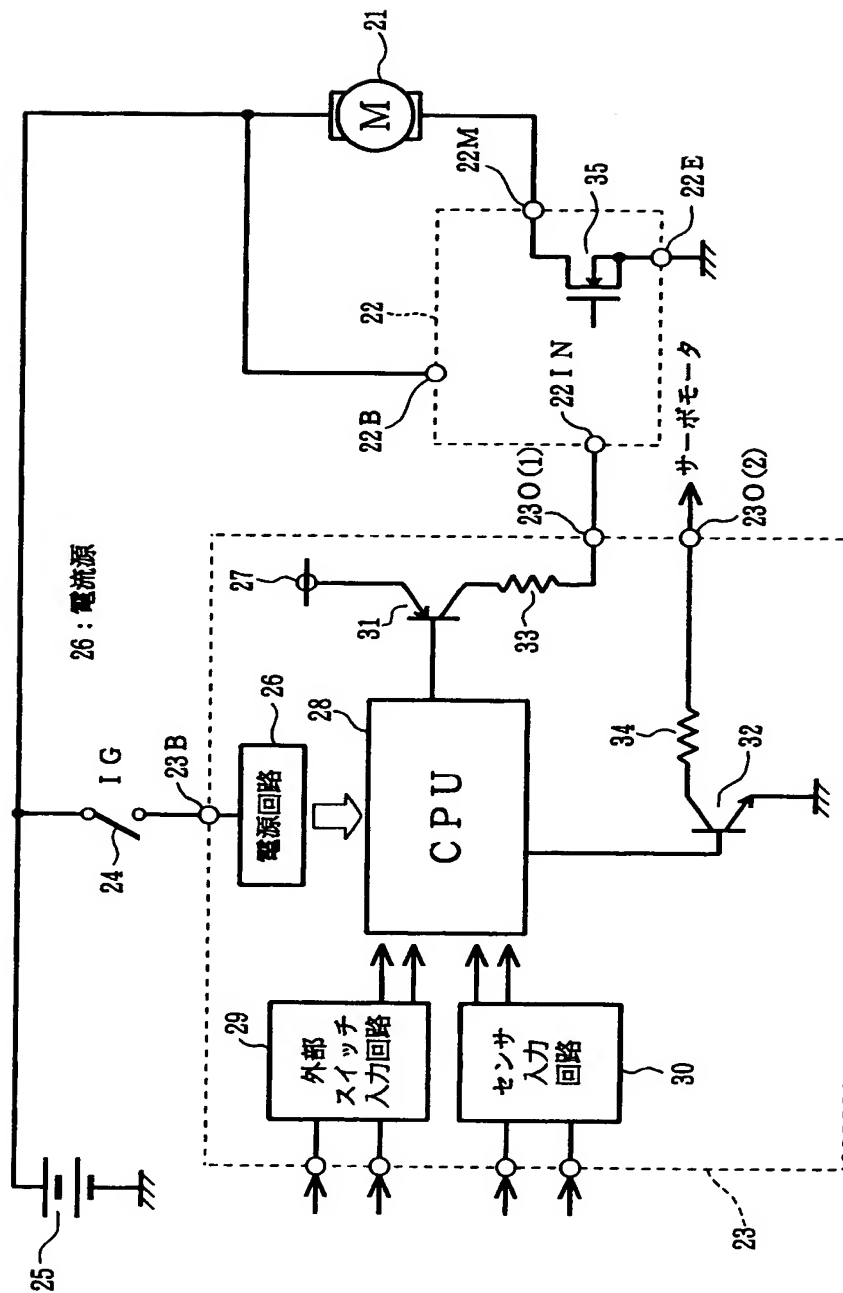 25
26：電流源
IG
24
23B
21
M
27
電源回路
26
29
外部
スイッチ
入力回路
28
CPU
31
33
22
22B
22M
35
22IN
22E
23O(1)
センサ
入力
回路
30
34
32
サーボモータ
23O(2)
23